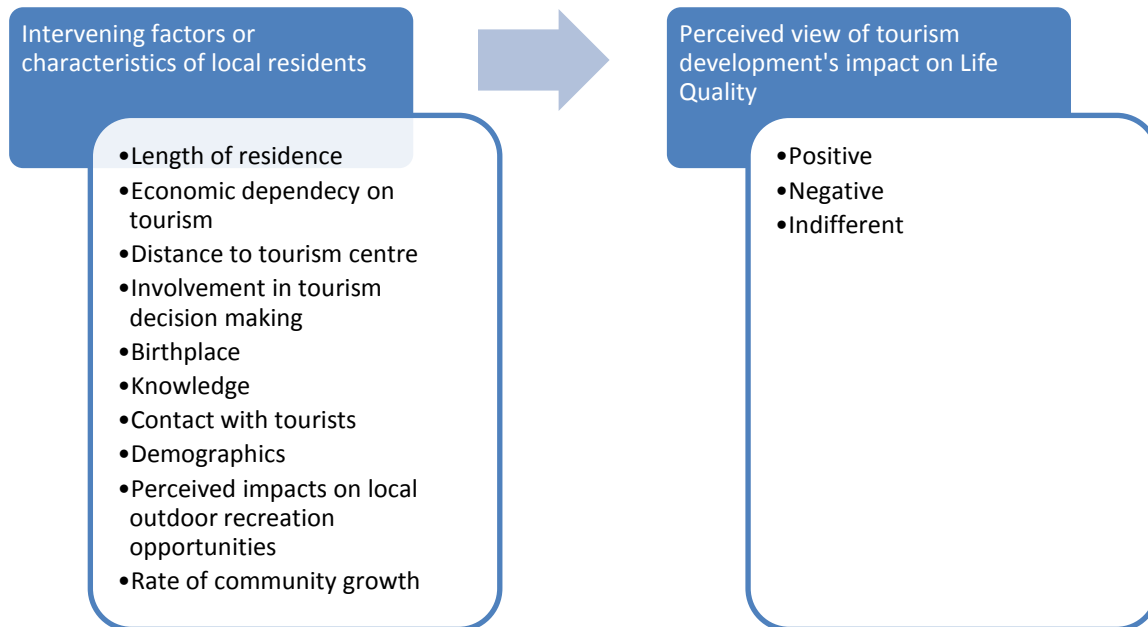 Intervening factors or
characteristics of local residents
•Length of residence
•Economic dependecy on
tourism
•Distance to tourism centre
•Involvement in tourism
decision making
•Birthplace
•Knowledge
•Contact with tourists
•Demographics
•Perceived impacts on local
outdoor recreation
opportunities
•Rate of community growth
Perceived view of tourism
development's impact on Life
Quality
•Positive
•Negative
•Indifferent